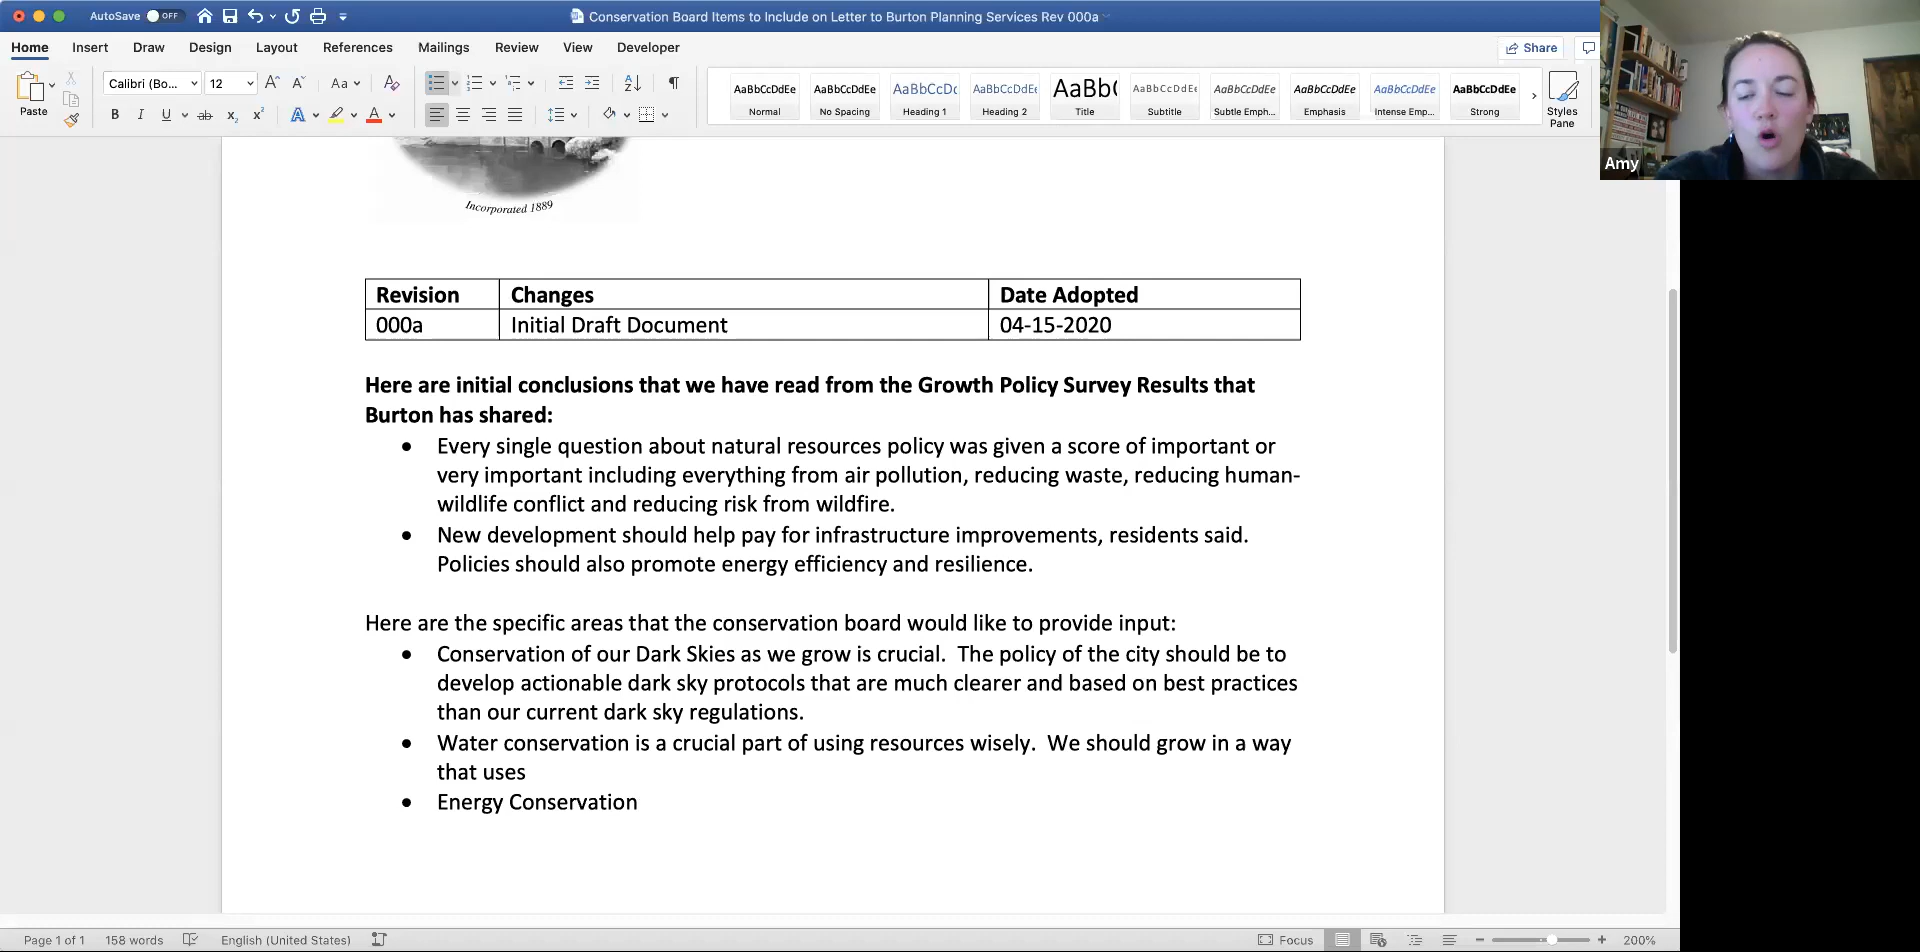 AutoSave OFF
Conservation Board Items to Include on Letter to Burton Planning Services Rev 000a
Home Insert Draw Design Layout References Mailings Review View Developer Share
Paste
Calibri (Bo... 12
AaBbCcDdEe AaBbCcDdEe AaBbCcDc AaBbCcDdEe AaBb( AaBbCcDdEe AaBbCcDdEe AaBbCcDdEe AaBbCcDdEe AaBbCcDdEe
Normal No Spacing Heading 1 Heading 2 Title Subtitle Subtle Emph... Emphasis Intense Emp... Strong Styles Pane
Amy
Incorporated 1889
Revision Changes Date Adopted
000a Initial Draft Document 04-15-2020
Here are initial conclusions that we have read from the Growth Policy Survey Results that
Burton has shared:
• Every single question about natural resources policy was given a score of important or
very important including everything from air pollution, reducing waste, reducing human-
wildlife conflict and reducing risk from wildfire.
• New development should help pay for infrastructure improvements, residents said.
Policies should also promote energy efficiency and resilience.
Here are the specific areas that the conservation board would like to provide input:
• Conservation of our Dark Skies as we grow is crucial. The policy of the city should be to
develop actionable dark sky protocols that are much clearer and based on best practices
than our current dark sky regulations.
• Water conservation is a crucial part of using resources wisely. We should grow in a way
that uses
• Energy Conservation
Page 1 of 1 158 words English (United States) Focus 200%